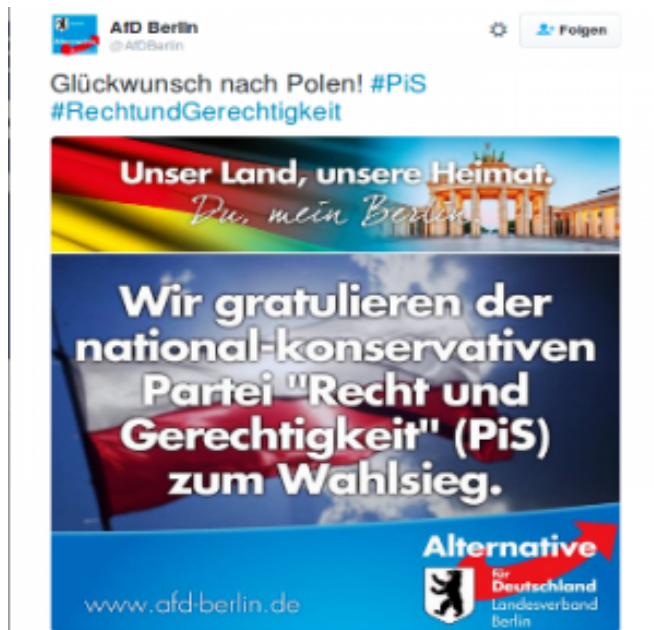 AfD Berlin
@AfDBerlin
Folgen
Glückwunsch nach Polen! #PiS
#RechtundGerechtigkeit
Unser Land, unsere Heimat.
Du, mein Berlin.
Wir gratulieren der
national-konservativen
Partei "Recht und
Gerechtigkeit" (PiS)
zum Wahlsieg.
Alternative
für
Deutschland
Landesverband
Berlin
www.afd-berlin.de